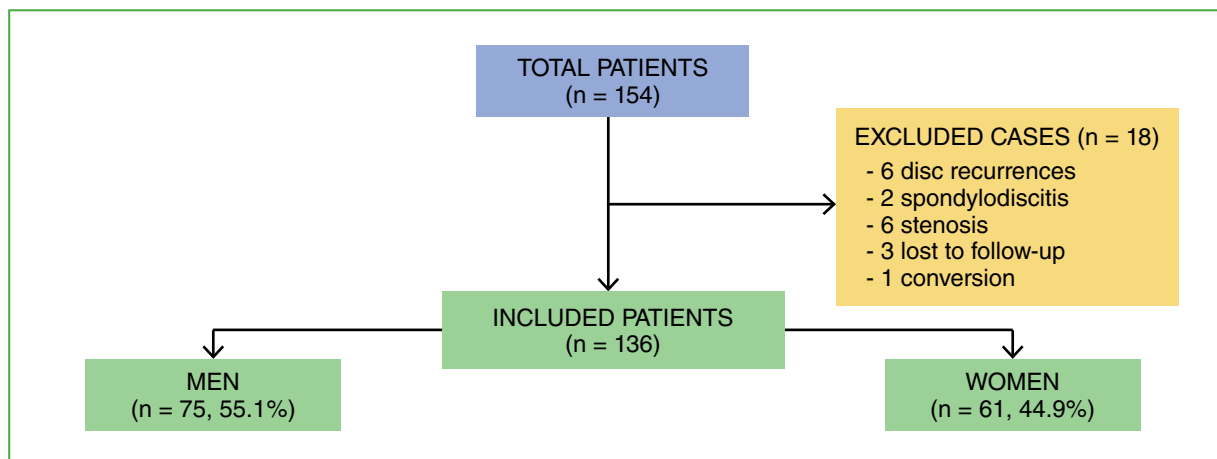 TOTAL PATIENTS
(n = 154)
EXCLUDED CASES (n = 18)
- 6 disc recurrences
- 2 spondylodiscitis
- 6 stenosis
- 3 lost to follow-up
- 1 conversion
INCLUDED PATIENTS
(n = 136)
MEN
(n = 75, 55.1%)
WOMEN
(n = 61, 44.9%)